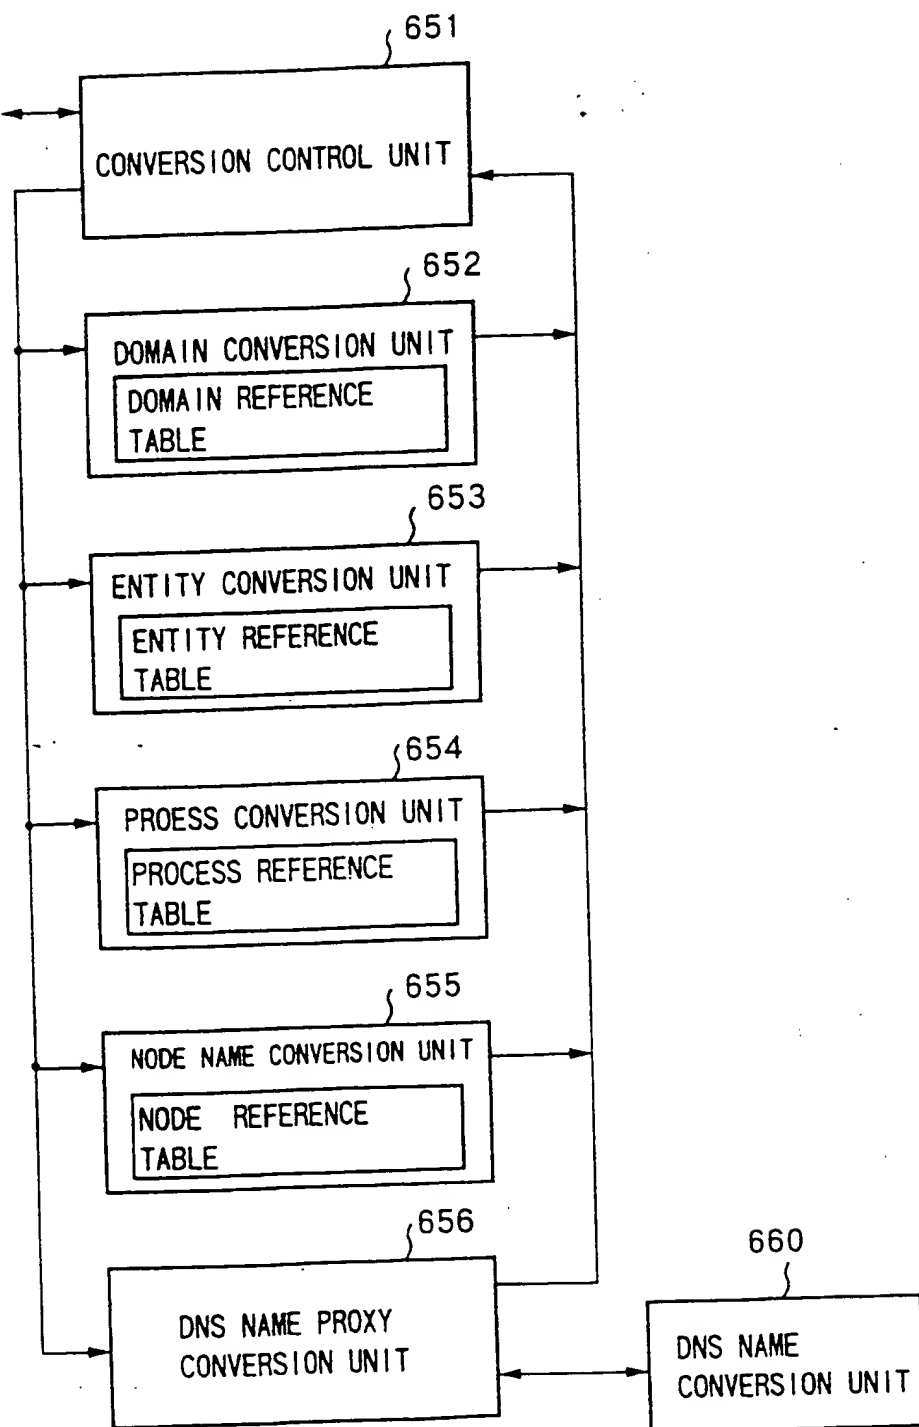 651
CONVERSION CONTROL UNIT
652
DOMAIN CONVERSION UNIT
DOMAIN REFERENCE
TABLE
653
ENTITY CONVERSION UNIT
ENTITY REFERENCE
TABLE
654
PROESS CONVERSION UNIT
PROCESS REFERENCE
TABLE
655
NODE NAME CONVERSION UNIT
NODE REFERENCE
TABLE
656
DNS NAME PROXY
CONVERSION UNIT
660
DNS NAME
CONVERSION UNIT